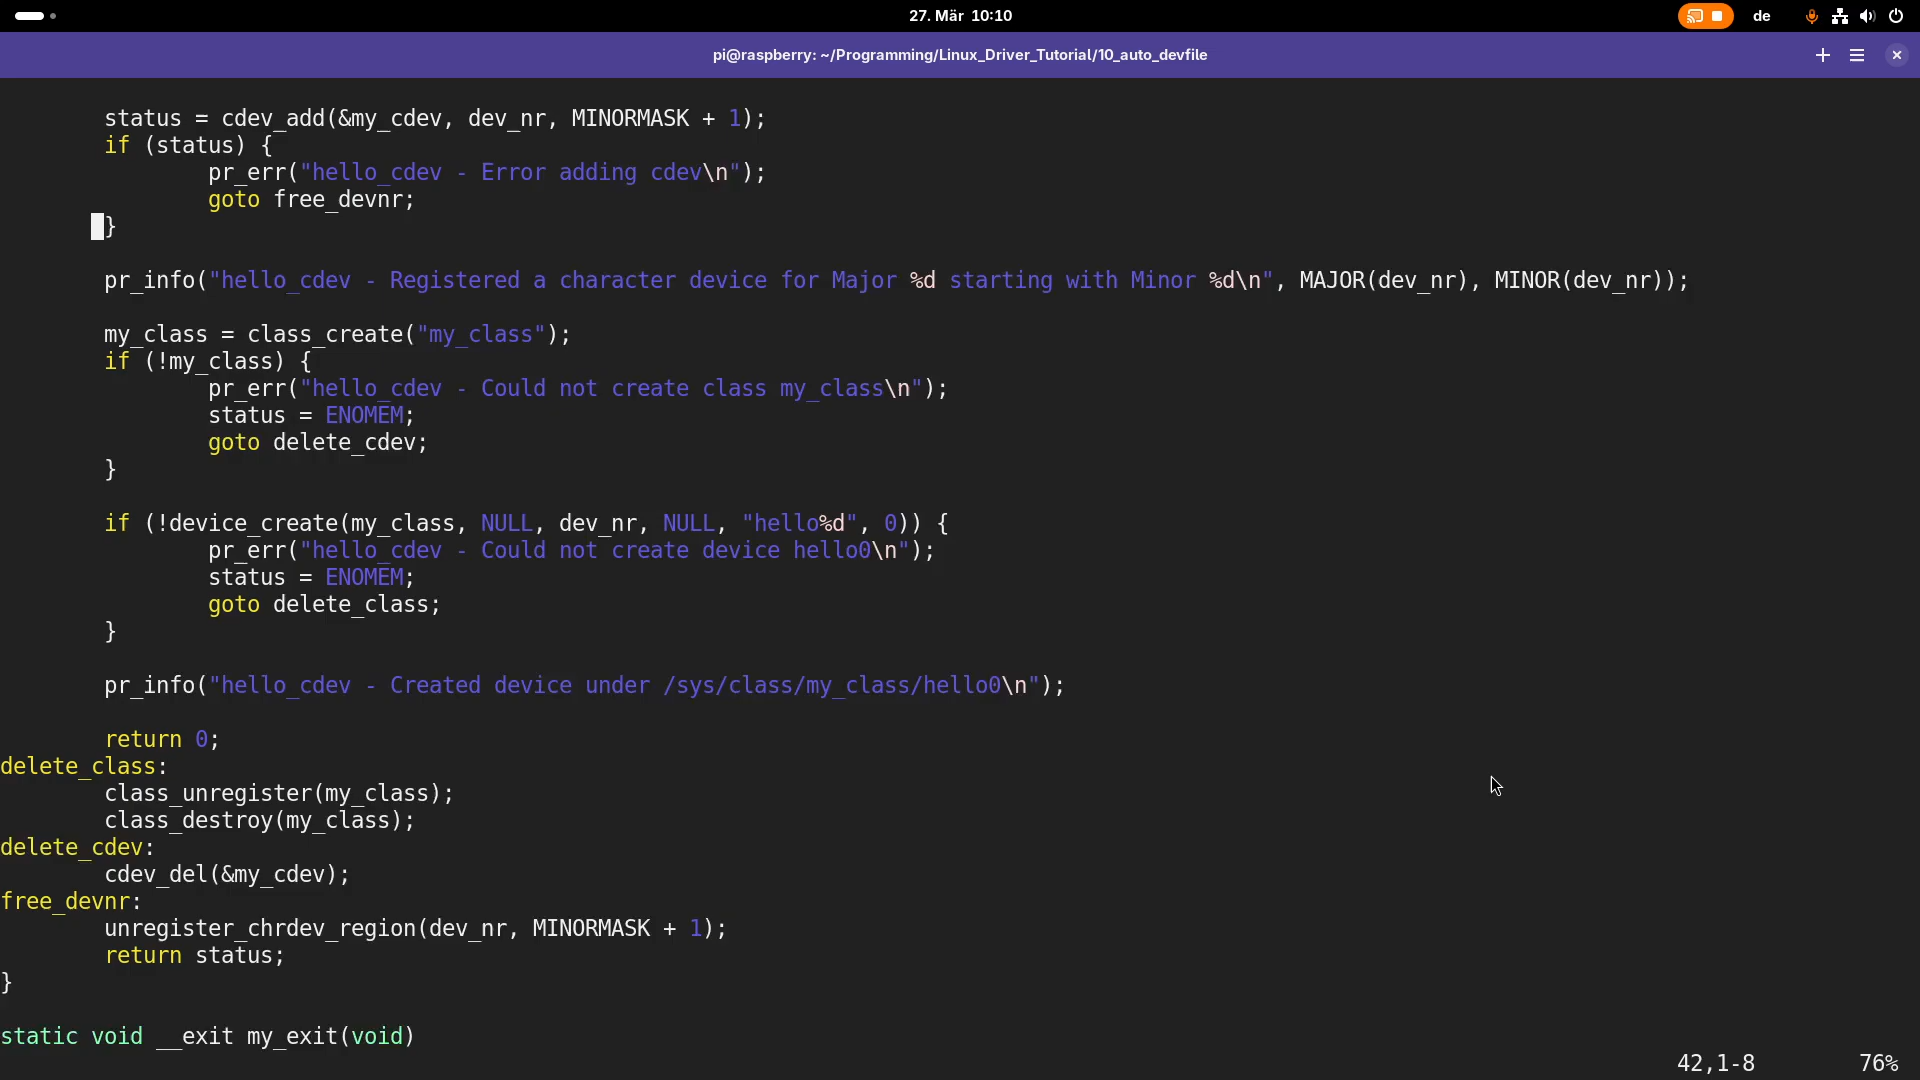 27. Mär 10:10
de
pi@raspberry: ~/Programming/Linux_Driver_Tutorial/10_auto_devfile
status = cdev_add(&my_cdev, dev_nr, MINORMASK + 1);
if (status) {
pr_err("hello_cdev - Error adding cdev\n");
goto free_devnr;
}
pr_info("hello_cdev - Registered a character device for Major %d starting with Minor %d\n", MAJOR(dev_nr), MINOR(dev_nr));
my_class = class_create("my_class");
if (!my_class) {
pr_err("hello_cdev - Could not create class my_class\n");
status = ENOMEM;
goto delete_cdev;
}
if (!device_create(my_class, NULL, dev_nr, NULL, "hello%d", 0)) {
pr_err("hello_cdev - Could not create device hello0\n");
status = ENOMEM;
goto delete_class;
}
pr_info("hello_cdev - Created device under /sys/class/my_class/hello0\n");
return 0;
delete_class:
class_unregister(my_class);
class_destroy(my_class);
delete_cdev:
cdev_del(&my_cdev);
free_devnr:
unregister_chrdev_region(dev_nr, MINORMASK + 1);
return status;
}
static void __exit my_exit(void)
42,1-8 76%